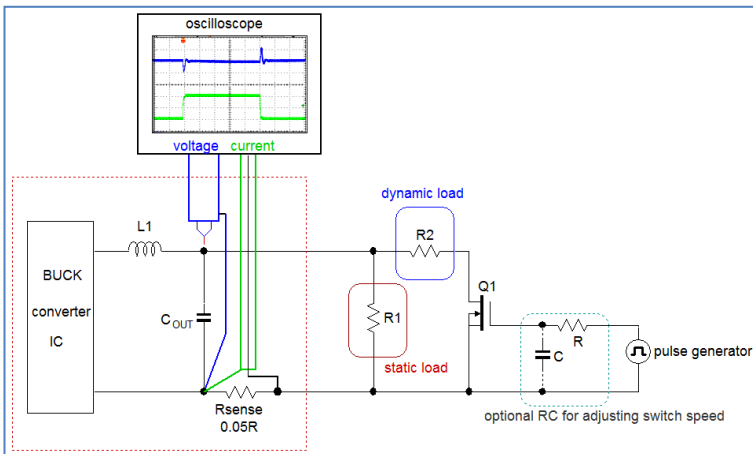 oscilloscope
voltage current
dynamic load
L1
R2
BUCK
converter
IC
Q1
COUT
R1
R
C
pulse generator
static load
Rsense
0.05R
optional RC for adjusting switch speed